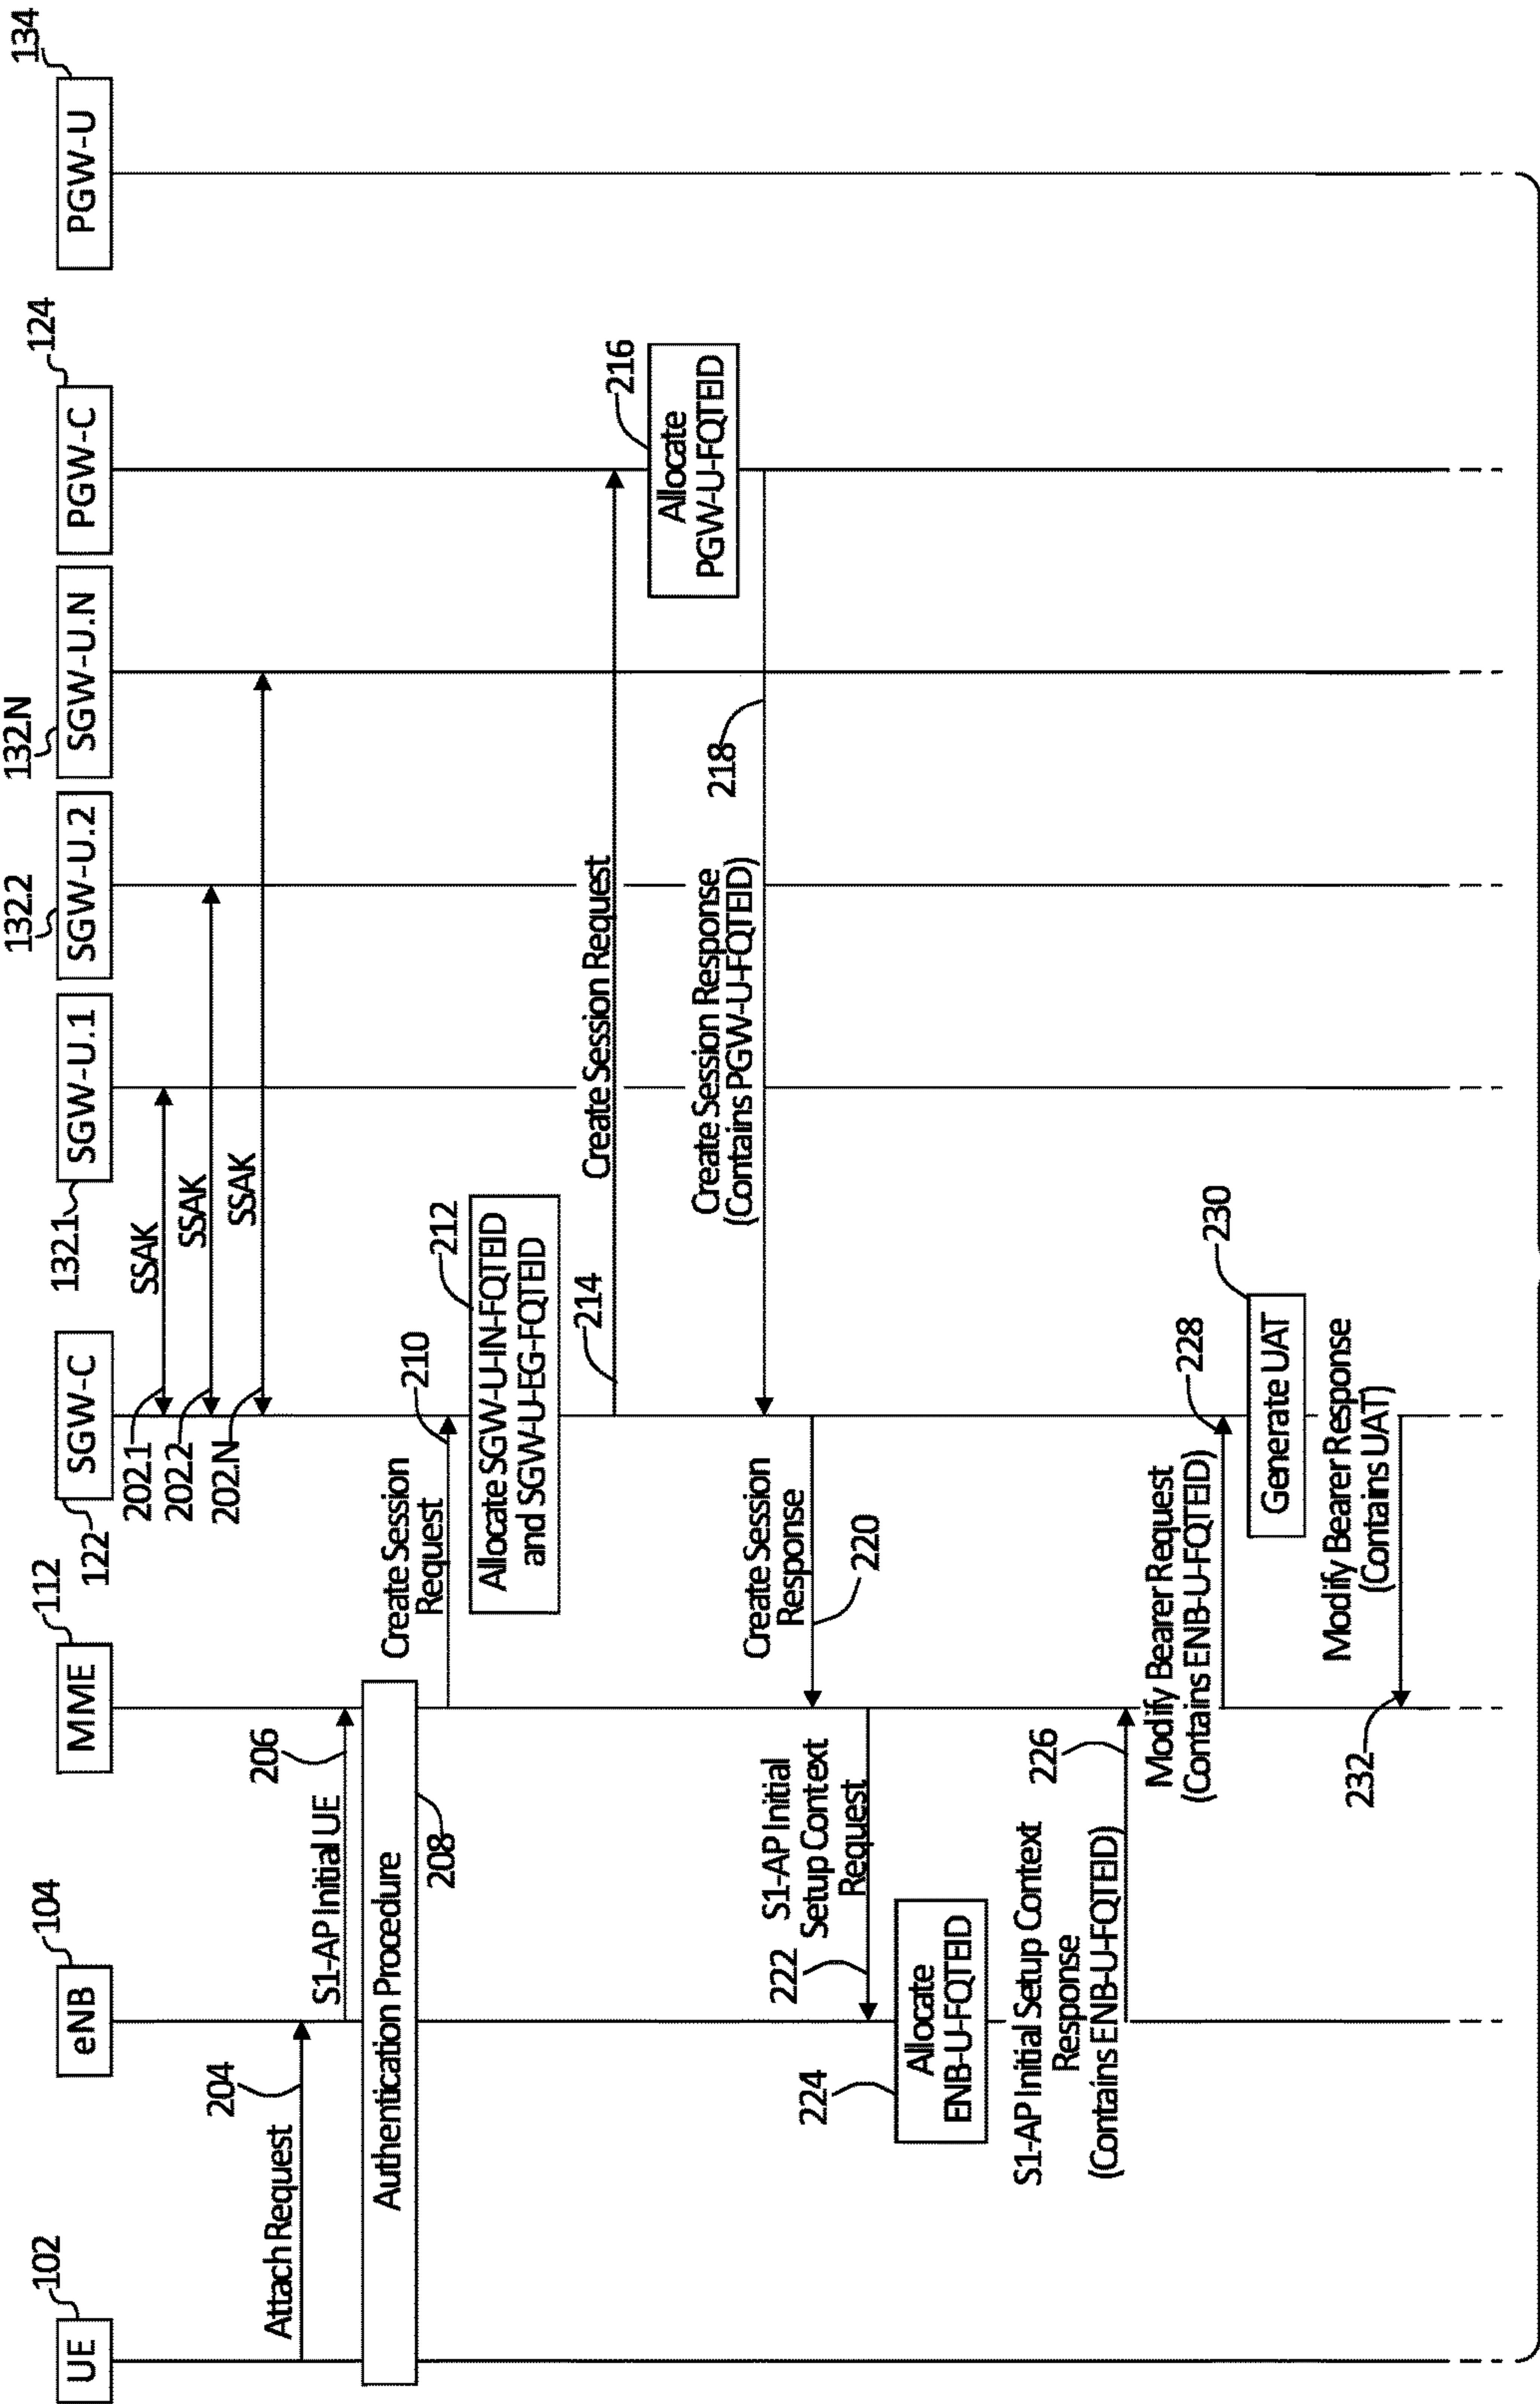 102
UE
104
eNB
112
MME
122
SGW-C
132.1
SGW-U.1
132.2
SGW-U.2
132.N
SGW-U.N
124
PGW-C
134
PGW-U
202.1
SSAK
202.2
SSAK
202.N
SSAK
204
Attach Request
206
S1-AP Initial UE
Authentication Procedure
208
210
Create Session
Request
212
Allocate SGW-U-IN-FQTEID
and SGW-U-EG-FQTEID
214
Create Session Request
216
Allocate
PGW-U-FQTEID
218
Create Session Response
(Contains PGW-U-FQTEID)
Create Session
Response
220
S1-AP Initial
Setup Context
Request
222
224
Allocate
ENB-U-FQTEID
S1-AP Initial Setup Context
Response
(Contains ENB-U-FQTEID)
226
Modify Bearer Request
(Contains ENB-U-FQTEID)
228
230
Generate UAT
Modify Bearer Response
(Contains UAT)
232